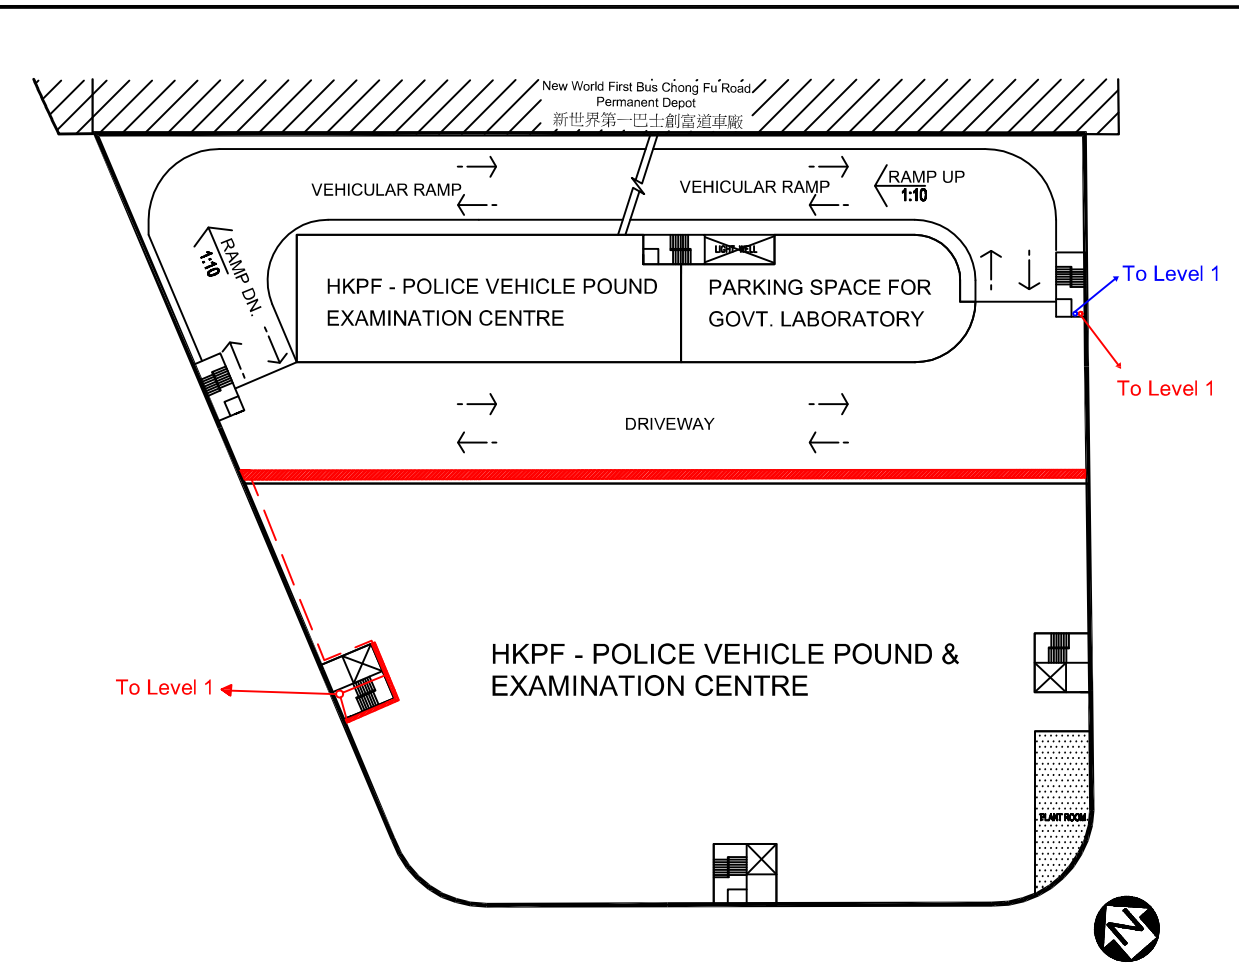 New World First Bus Chong Fu Road
Permanent Depot
新世界第一巴士創富道車廠
VEHICULAR RAMP
VEHICULAR RAMP
RAMP UP
1:10
RAMP DN.
1:10
LIGHT-WELL
HKPF - POLICE VEHICLE POUND
EXAMINATION CENTRE
PARKING SPACE FOR
GOVT. LABORATORY
To Level 1
To Level 1
DRIVEWAY
HKPF - POLICE VEHICLE POUND &
EXAMINATION CENTRE
To Level 1
PLANT ROOM
N